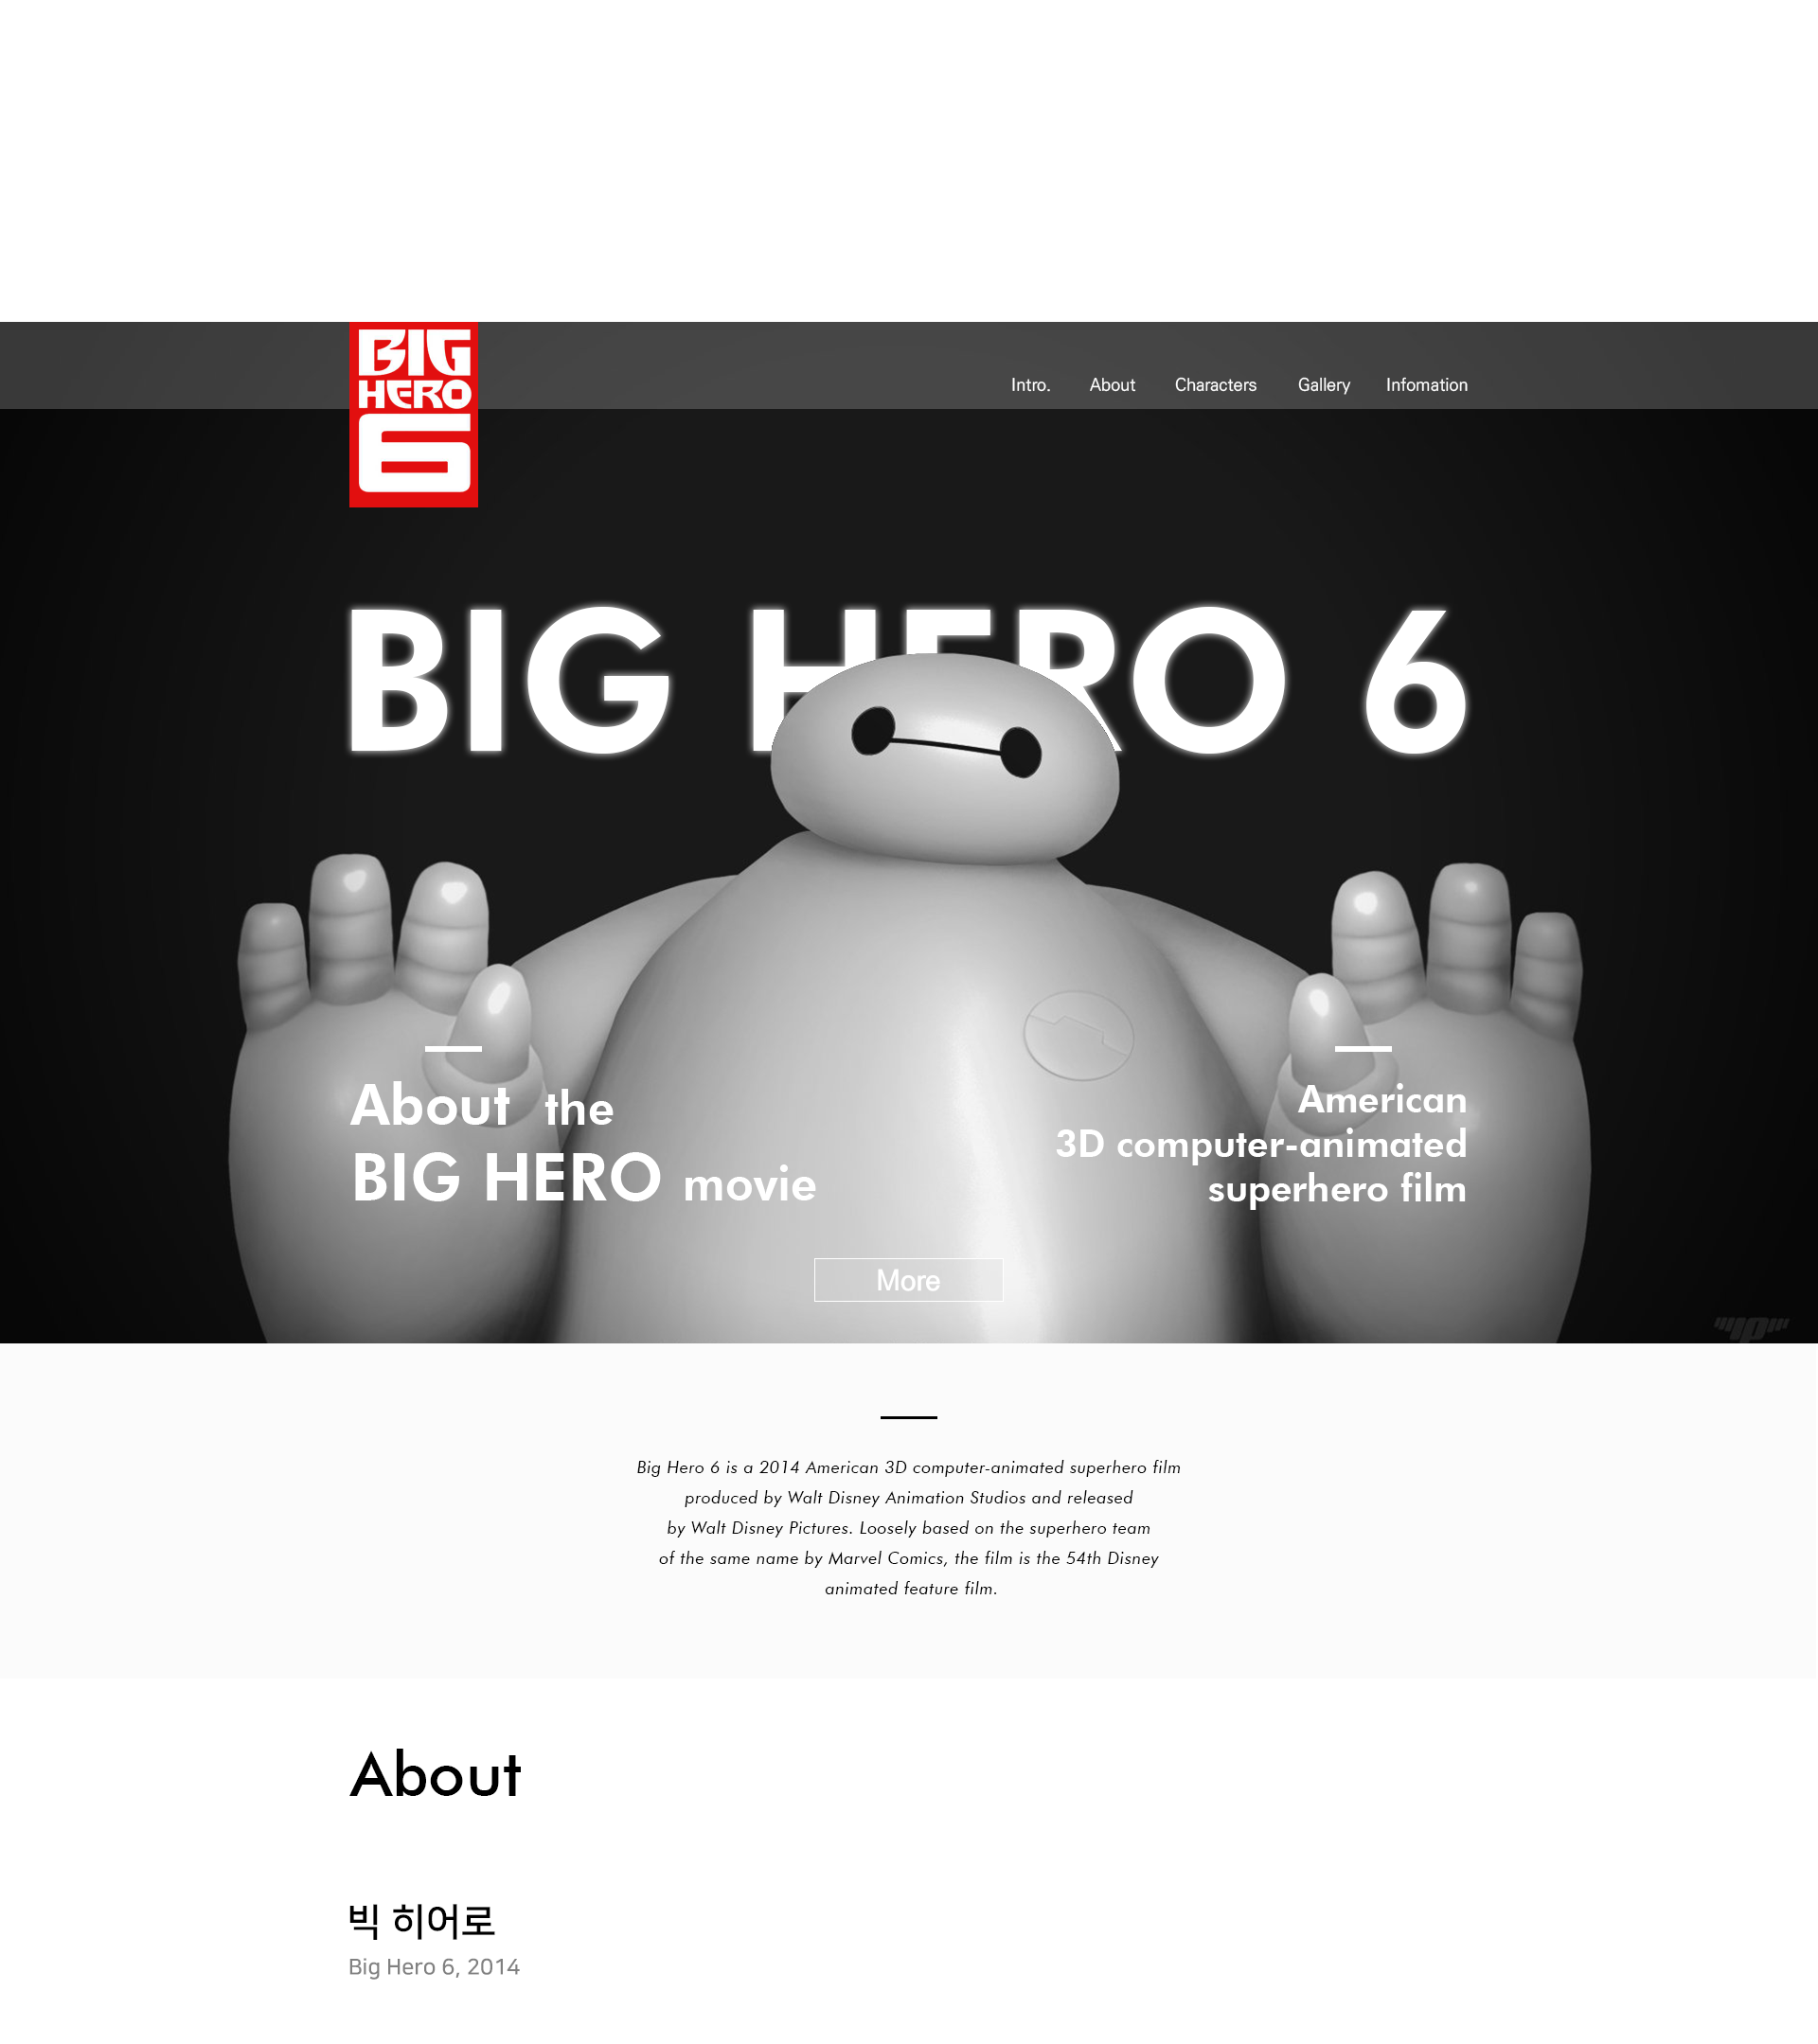 BIG
HERO
6
Intro. About Characters Gallery Infomation
BIG HERO 6
About the
BIG HERO movie
American
3D computer-animated
superhero film
More
Big Hero 6 is a 2014 American 3D computer-animated superhero film
produced by Walt Disney Animation Studios and released
by Walt Disney Pictures. Loosely based on the superhero team
of the same name by Marvel Comics, the film is the 54th Disney
animated feature film.
About
빅 히어로
Big Hero 6, 2014